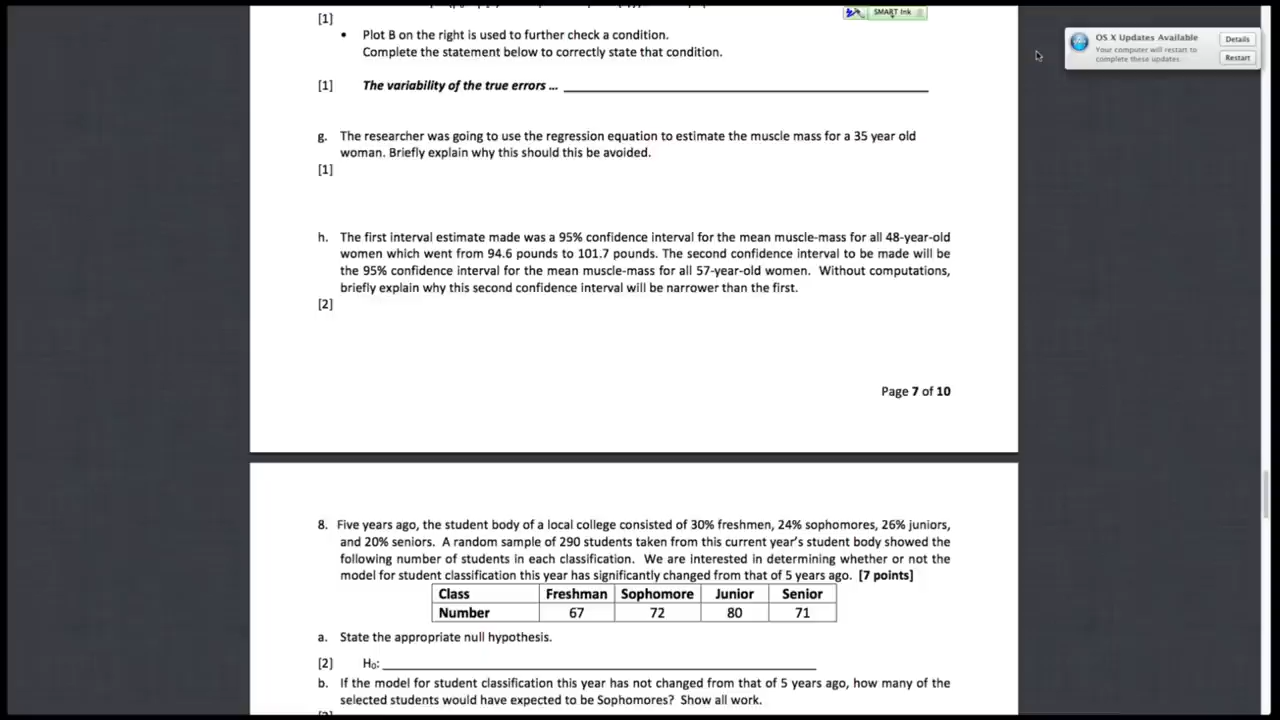 [1]
SMART Ink
• Plot B on the right is used to further check a condition.
Complete the statement below to correctly state that condition.
OS X Updates Available
Your computer will restart to
complete these updates.
Details
Restart
[1] The variability of the true errors ... ____________________
g. The researcher was going to use the regression equation to estimate the muscle mass for a 35 year old
woman. Briefly explain why this should this be avoided.
[1]
h. The first interval estimate made was a 95% confidence interval for the mean muscle-mass for all 48-year-old
women which went from 94.6 pounds to 101.7 pounds. The second confidence interval to be made will be
the 95% confidence interval for the mean muscle-mass for all 57-year-old women. Without computations,
briefly explain why this second confidence interval will be narrower than the first.
[2]
Page 7 of 10
8. Five years ago, the student body of a local college consisted of 30% freshmen, 24% sophomores, 26% juniors,
and 20% seniors. A random sample of 290 students taken from this current year's student body showed the
following number of students in each classification. We are interested in determining whether or not the
model for student classification this year has significantly changed from that of 5 years ago. [7 points]
Class Freshman Sophomore Junior Senior
Number 67 72 80 71
a. State the appropriate null hypothesis.
[2] H₀: ____________________
b. If the model for student classification this year has not changed from that of 5 years ago, how many of the
selected students would have expected to be Sophomores? Show all work.